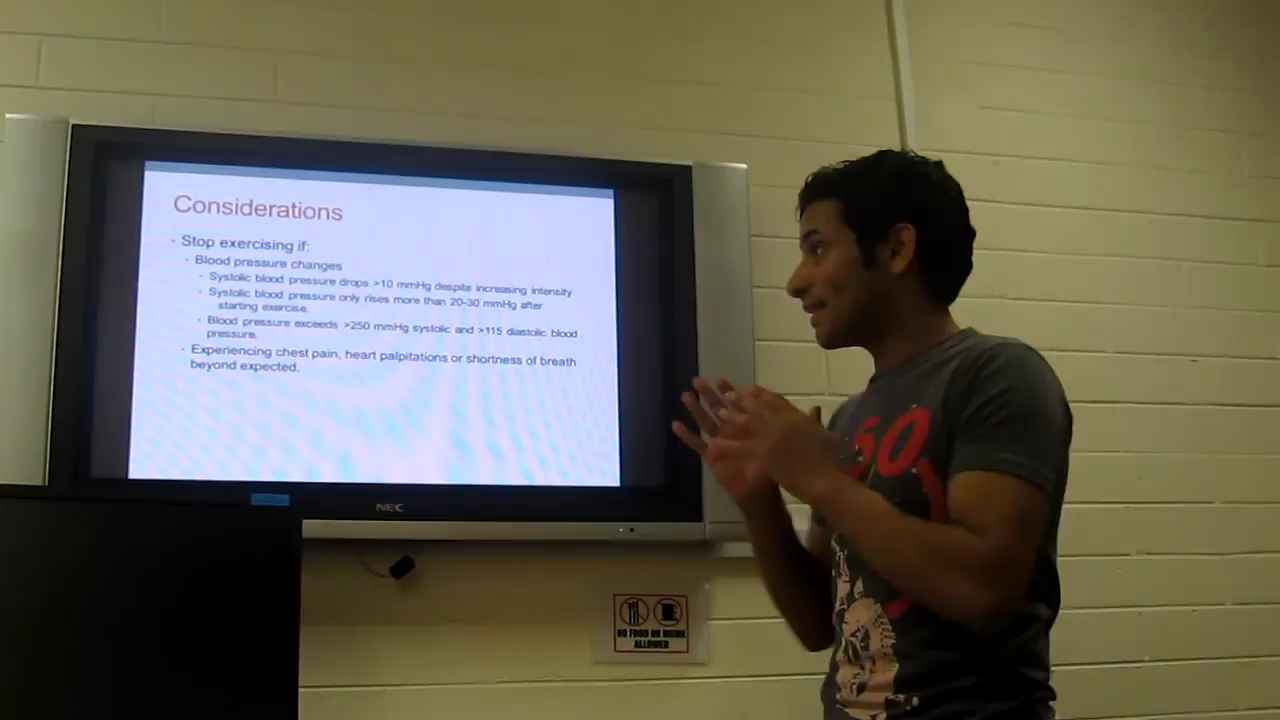 Considerations
Stop exercising if:
Blood pressure changes
Systolic blood pressure drops >10 mmHg despite increasing intensity
Systolic blood pressure only rises more than 20-30 mmHg after
starting exercise.
Blood pressure exceeds >250 mmHg systolic and >115 diastolic blood
pressure.
Experiencing chest pain, heart palpitations or shortness of breath
beyond expected.
NEC
NO FOOD OR DRINK
ALLOWED
50